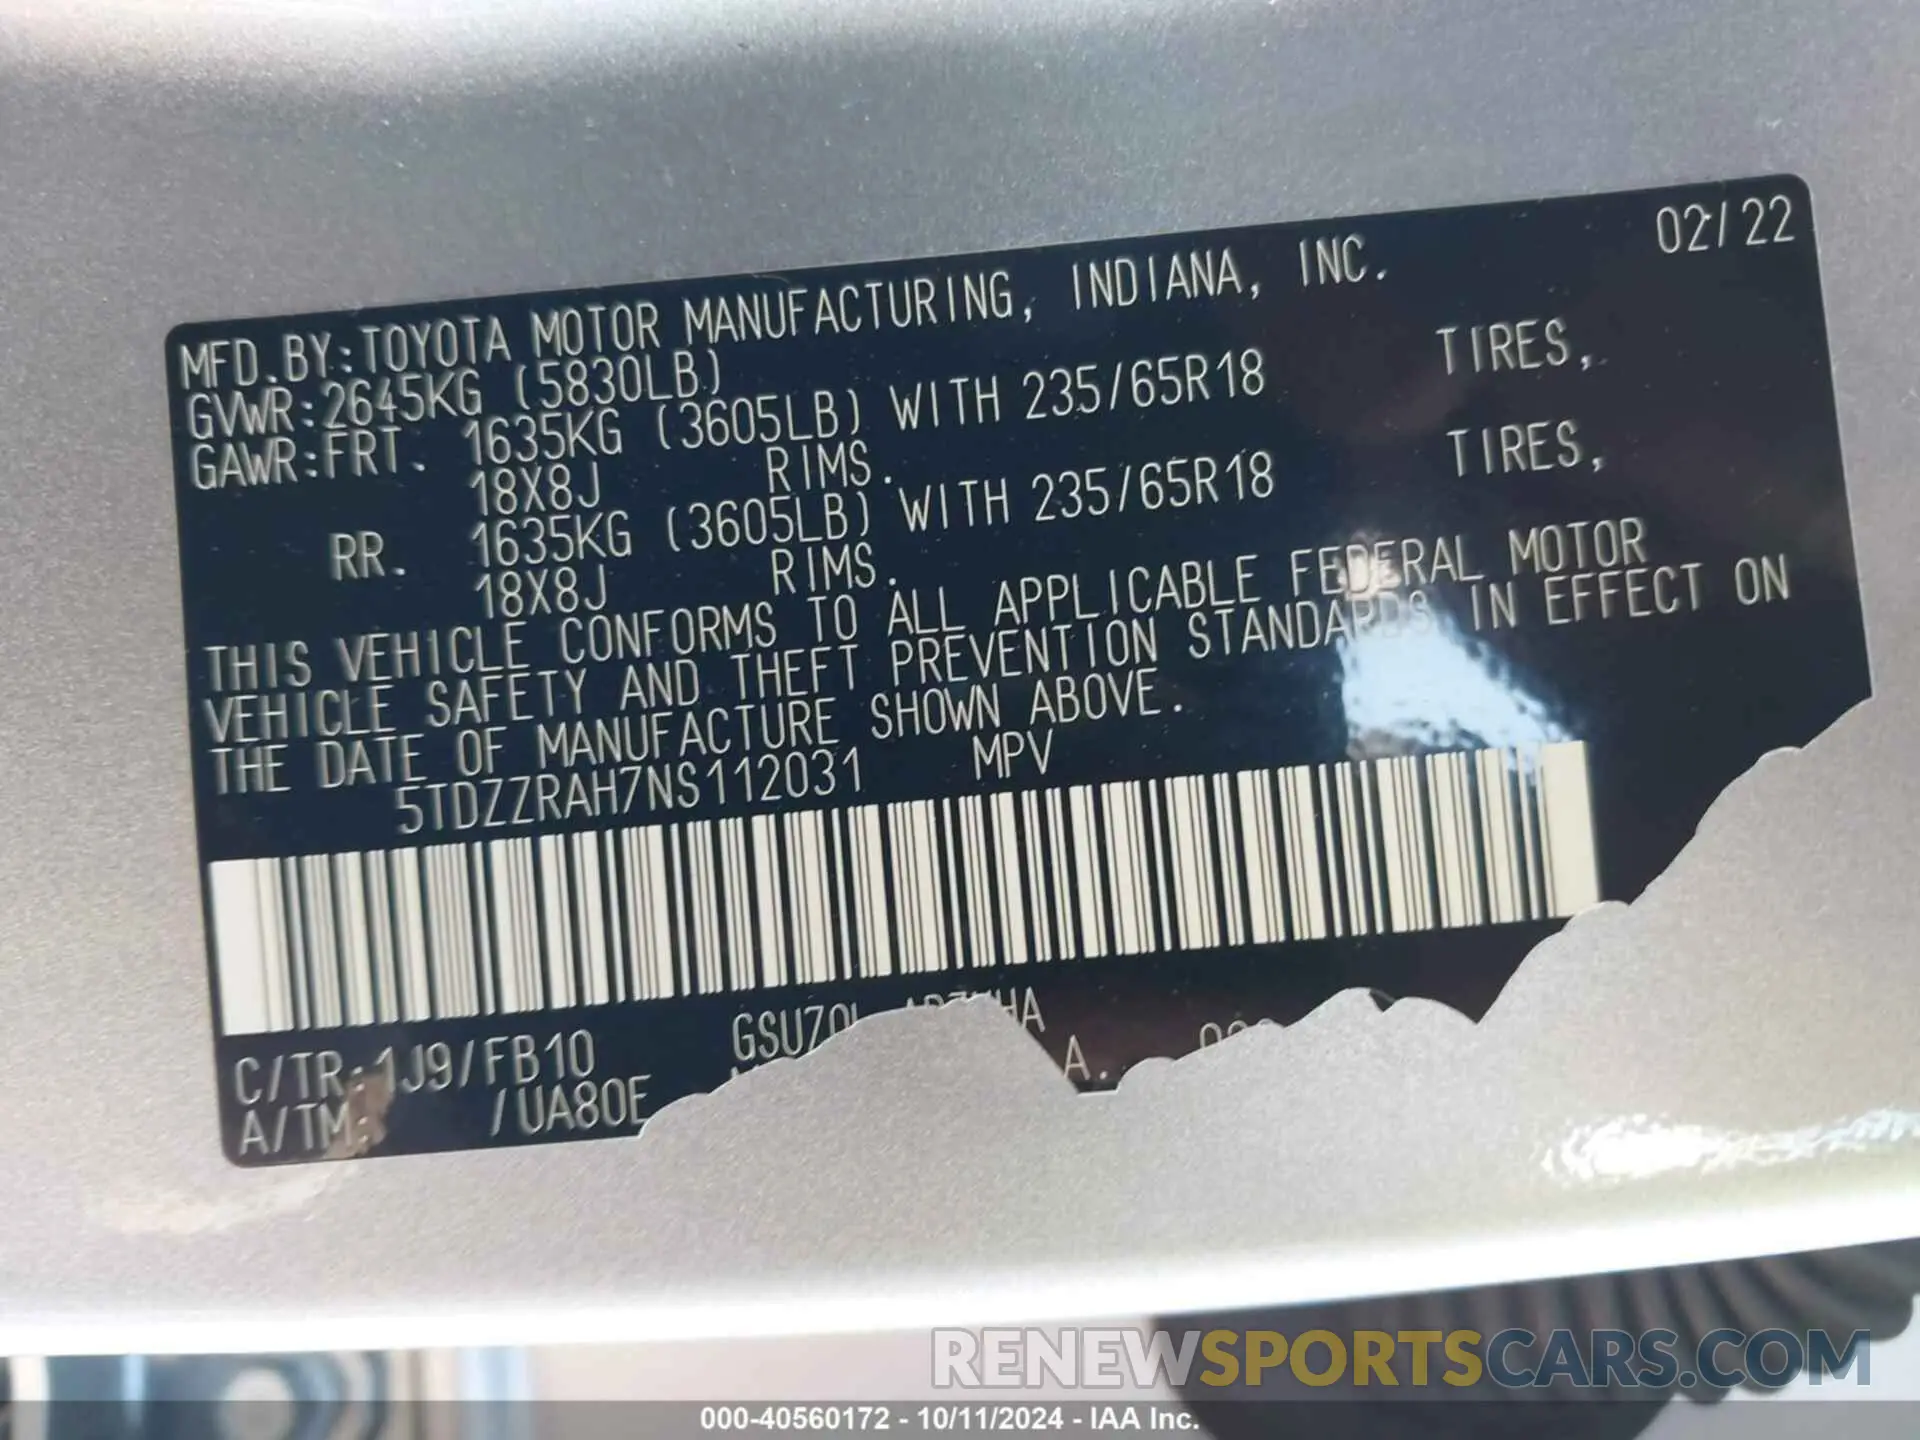 02/22
MFD.BY:TOYOTA MOTOR MANUFACTURING, INDIANA, INC.
GVWR:2645KG (5830LB)
GAWR:FRT. 1635KG (3605LB) WITH 235/65R18 TIRES,
18X8J RIMS.
RR. 1635KG (3605LB) WITH 235/65R18 TIRES,
18X8J RIMS.
THIS VEHICLE CONFORMS TO ALL APPLICABLE FEDERAL MOTOR
VEHICLE SAFETY AND THEFT PREVENTION STANDARDS IN EFFECT ON
THE DATE OF MANUFACTURE SHOWN ABOVE.
5TDZZRAH7NS112031 MPV
C/TR:1J9/FB10
A/TM: /UA80E
RENEWSPORTSCARS.COM
000-40560172 - 10/11/2024 - IAA Inc.